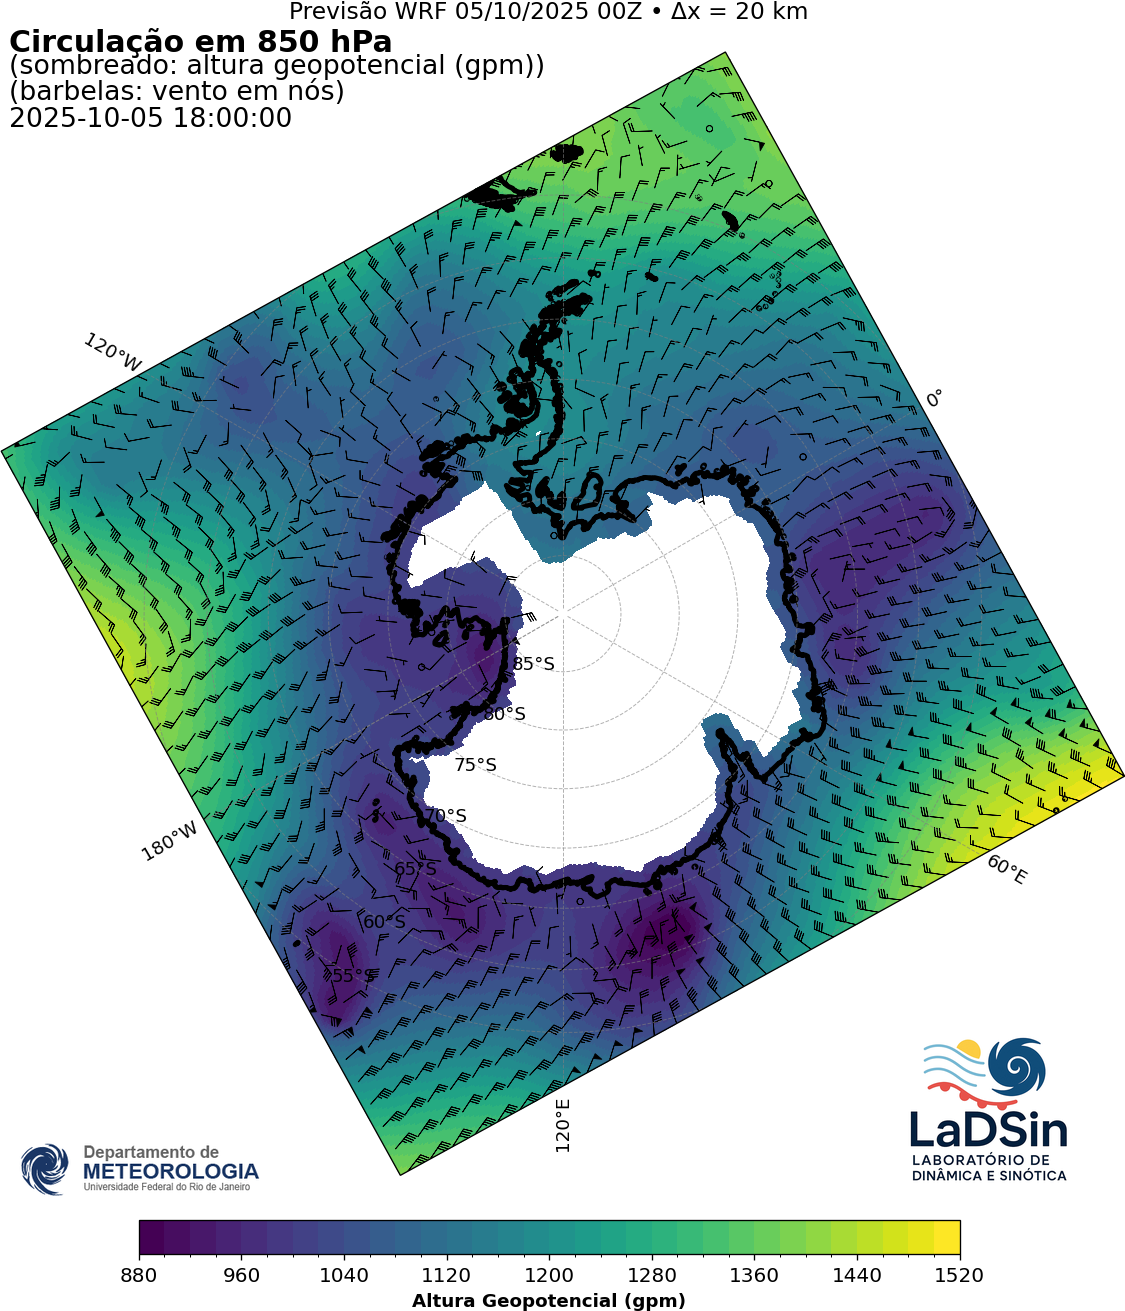 Previsão WRF 05/10/2025 00Z • Δx = 20 km
Circulação em 850 hPa
(sombreado: altura geopotencial (gpm))
(barbelas: vento em nós)
2025-10-05 18:00:00
120°W
0°
85°S
80°S
75°S
70°S
180°W
65°S
60°E
60°S
55°S
120°E
LaDSin
LABORATÓRIO DE
DINÂMICA E SINÓTICA
Departamento de
METEOROLOGIA
Universidade Federal do Rio de Janeiro
880 960 1040 1120 1200 1280 1360 1440 1520
Altura Geopotencial (gpm)